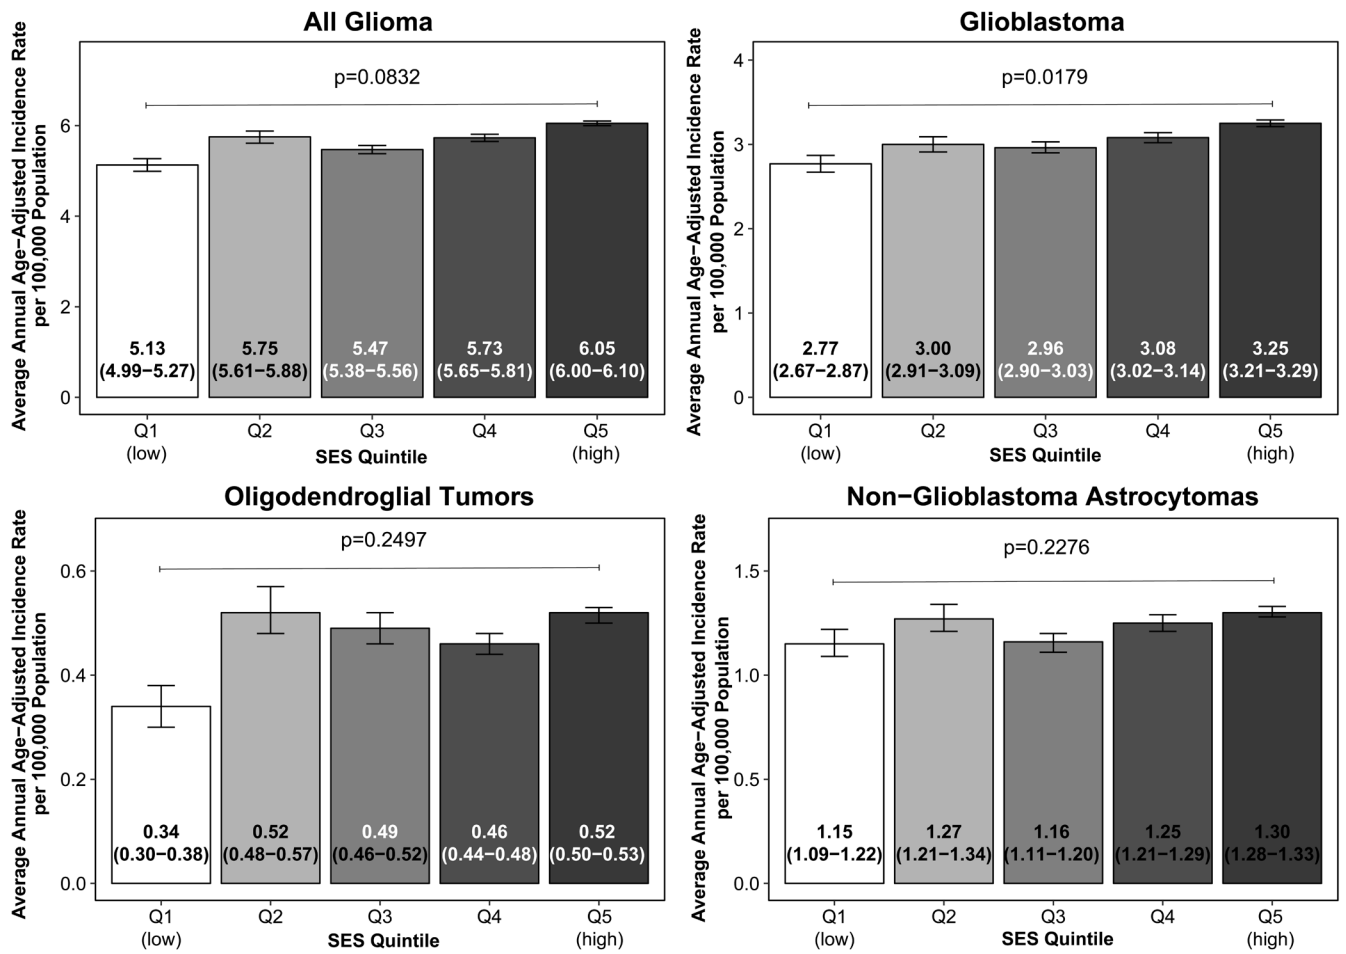 All Glioma
Average Annual Age−Adjusted Incidence Rate
per 100,000 Population
p=0.0832
6
4
2
0
5.13
(4.99−5.27)
5.75
(5.61−5.88)
5.47
(5.38−5.56)
5.73
(5.65−5.81)
6.05
(6.00−6.10)
Q1
(low)
Q2
Q3
Q4
Q5
(high)
SES Quintile
Glioblastoma
Average Annual Age−Adjusted Incidence Rate
per 100,000 Population
p=0.0179
4
3
2
1
0
2.77
(2.67−2.87)
3.00
(2.91−3.09)
2.96
(2.90−3.03)
3.08
(3.02−3.14)
3.25
(3.21−3.29)
Q1
(low)
Q2
Q3
Q4
Q5
(high)
SES Quintile
Oligodendroglial Tumors
Average Annual Age−Adjusted Incidence Rate
per 100,000 Population
p=0.2497
0.6
0.4
0.2
0.0
0.34
(0.30−0.38)
0.52
(0.48−0.57)
0.49
(0.46−0.52)
0.46
(0.44−0.48)
0.52
(0.50−0.53)
Q1
(low)
Q2
Q3
Q4
Q5
(high)
SES Quintile
Non−Glioblastoma Astrocytomas
Average Annual Age−Adjusted Incidence Rate
per 100,000 Population
p=0.2276
1.5
1.0
0.5
0.0
1.15
(1.09−1.22)
1.27
(1.21−1.34)
1.16
(1.11−1.20)
1.25
(1.21−1.29)
1.30
(1.28−1.33)
Q1
(low)
Q2
Q3
Q4
Q5
(high)
SES Quintile